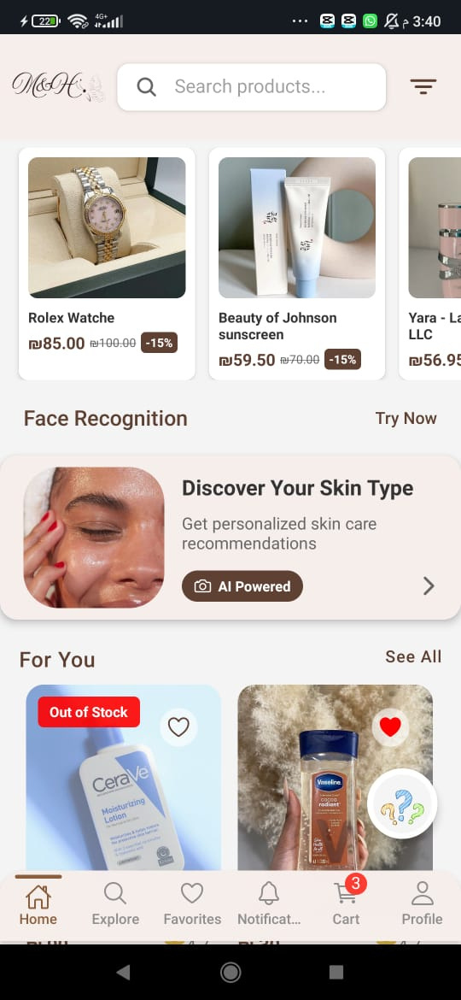 22
4G+
م 3:40
M&H.
Search products...
Rolex Watche
₪85.00 ₪100.00 -15%
Beauty of Johnson
sunscreen
₪59.50 ₪70.00 -15%
Yara - La
LLC
₪56.95
Face Recognition
Try Now
Discover Your Skin Type
Get personalized skin care
recommendations
AI Powered
For You
See All
Out of Stock
CeraVe
Moisturizing
Lotion
Vaseline
cocoa
radiant
Home
Explore
Favorites
Notificat...
3
Cart
Profile